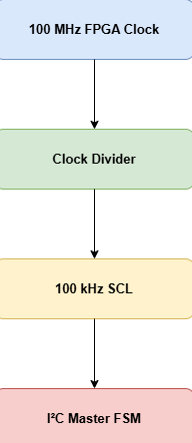 100 MHz FPGA Clock
Clock Divider
100 kHz SCL
I²C Master FSM